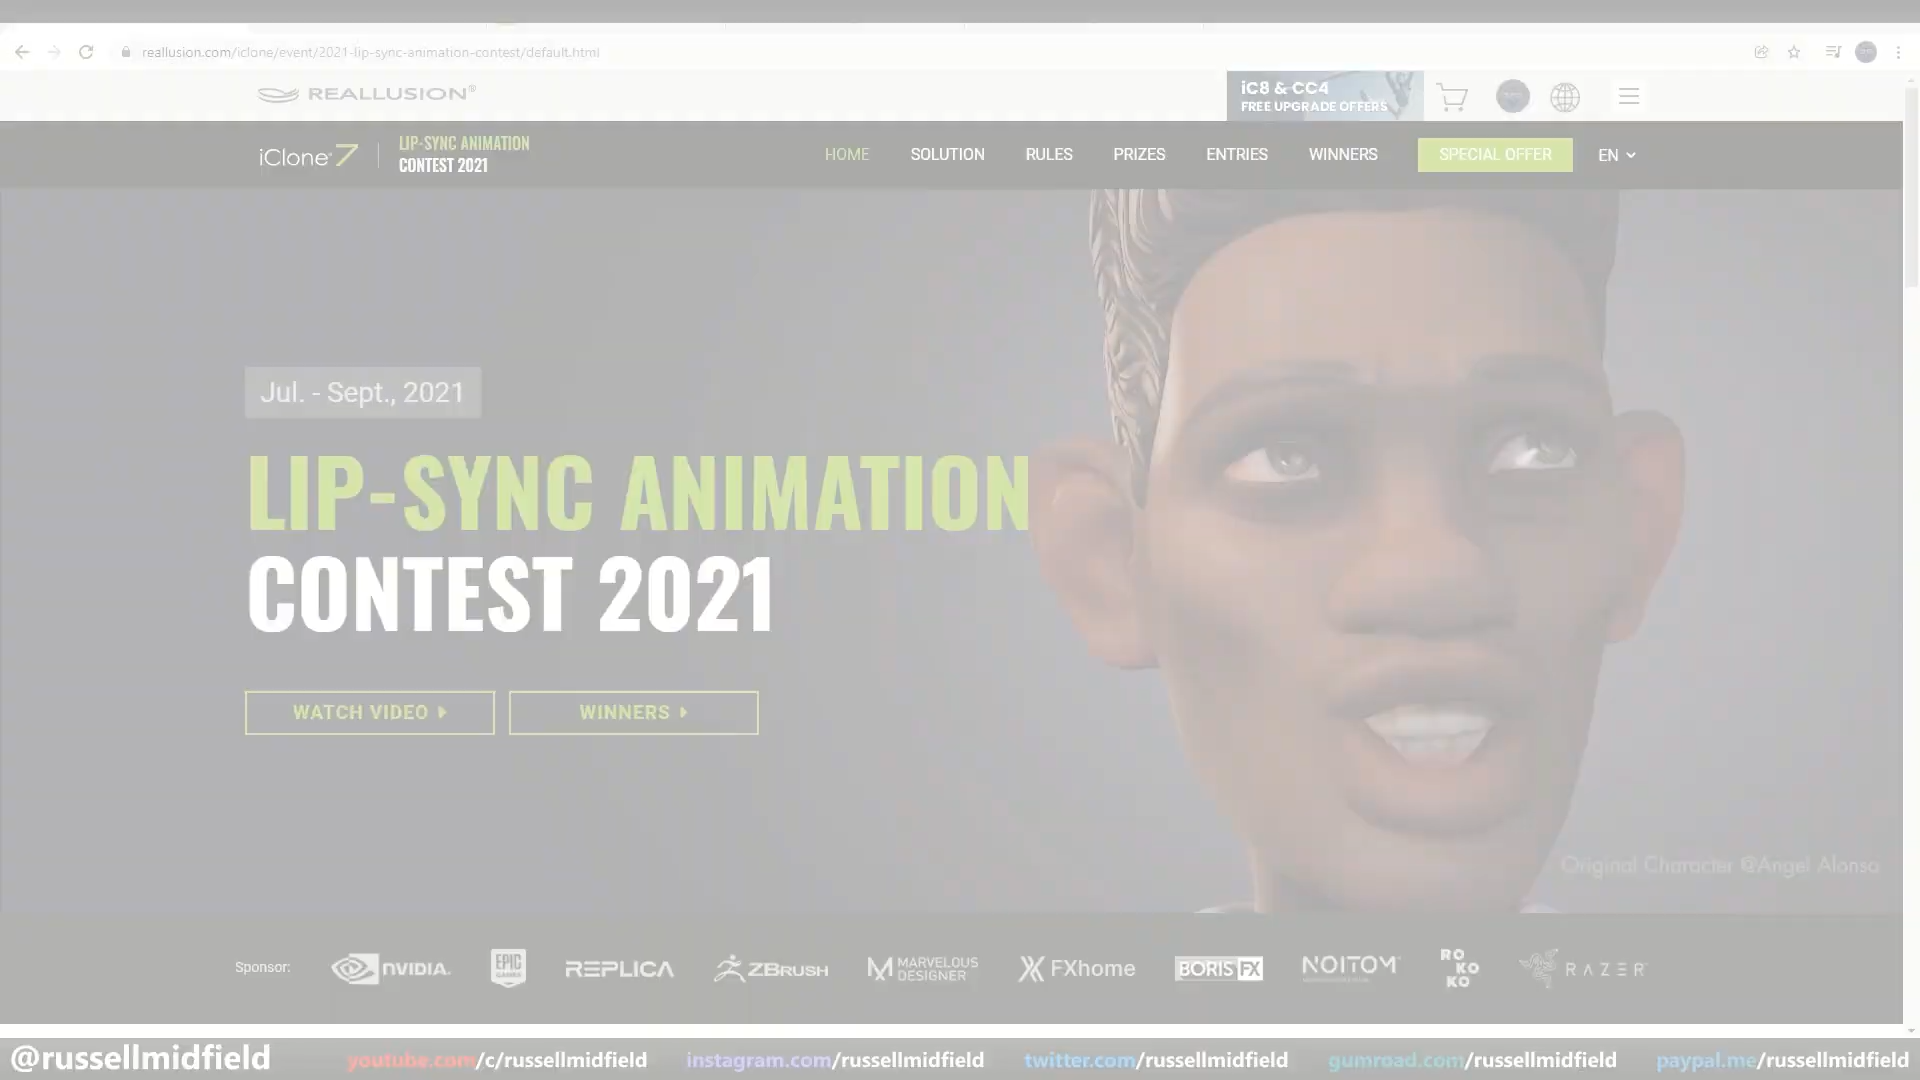 reallusion.com/iclone/event/2021-lip-sync-animation-contest/default.html
REALLUSION®
iC8 & CC4
FREE UPGRADE OFFERS
iClone 7
LIP-SYNC ANIMATION
CONTEST 2021
HOME SOLUTION RULES PRIZES ENTRIES WINNERS SPECIAL OFFER EN
Jul. - Sept., 2021
LIP-SYNC ANIMATION
CONTEST 2021
WATCH VIDEO WINNERS
Original Character @Angel Alonso
Sponsor: NVIDIA. EPIC GAMES REPLICA ZBRUSH MARVELOUS DESIGNER FXhome BORIS FX NOITOM ROKOKO RAZER
@russellmidfield youtube.com/c/russellmidfield instagram.com/russellmidfield twitter.com/russellmidfield gumroad.com/russellmidfield paypal.me/russellmidfield